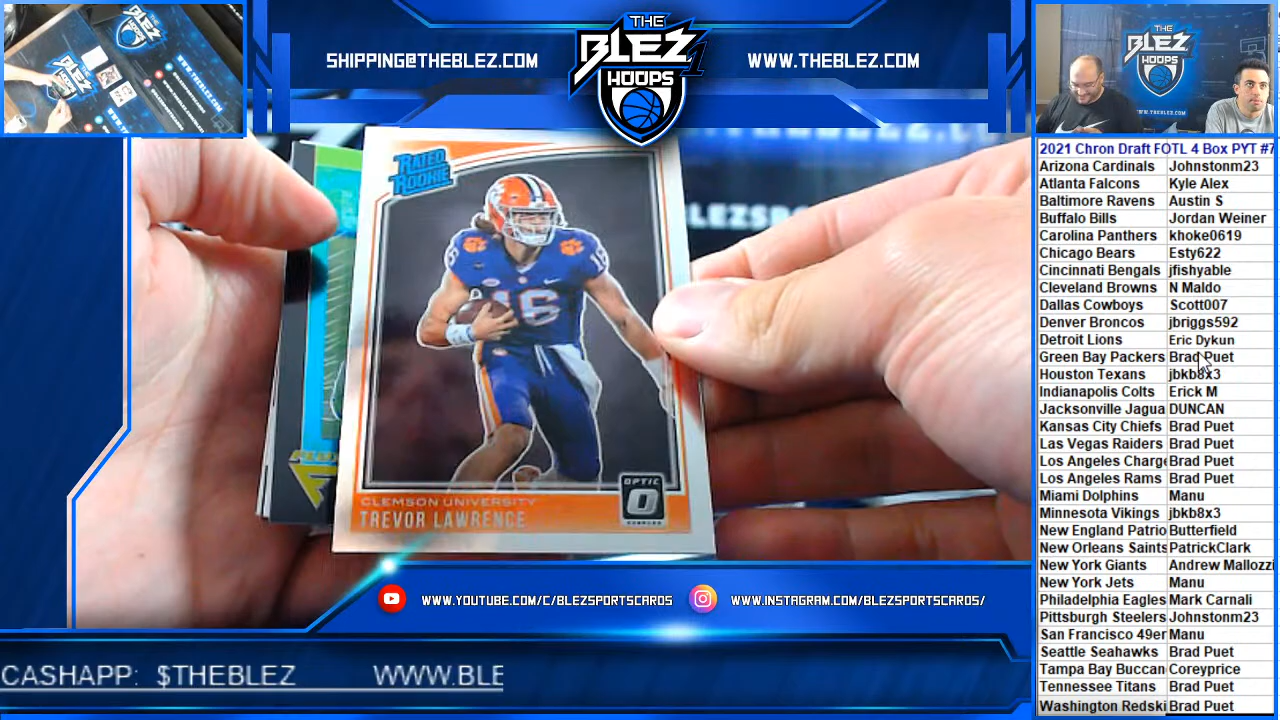 THE
BLEZ
HOOPS
SHIPPING@THEBLEZ.COM
WWW.THEBLEZ.COM
RATED
ROOKIE
16
CLEMSON UNIVERSITY
TREVOR LAWRENCE
OPTIC
O
WWW.YOUTUBE.COM/C/BLEZSPORTSCARDS
WWW.INSTAGRAM.COM/BLEZSPORTSCARDS/
CASHAPP: $THEBLEZ WWW.BLE
THE
BLEZ
HOOPS
2021 Chron Draft FOTL 4 Box PYT #7
Arizona Cardinals Johnstonm23
Atlanta Falcons Kyle Alex
Baltimore Ravens Austin S
Buffalo Bills Jordan Weiner
Carolina Panthers khoke0619
Chicago Bears Esty622
Cincinnati Bengals jfishyable
Cleveland Browns N Maldo
Dallas Cowboys Scott007
Denver Broncos jbriggs592
Detroit Lions Eric Dykun
Green Bay Packers Brad Puet
Houston Texans jbkb8x3
Indianapolis Colts Erick M
Jacksonville Jagua DUNCAN
Kansas City Chiefs Brad Puet
Las Vegas Raiders Brad Puet
Los Angeles Charge Brad Puet
Los Angeles Rams Brad Puet
Miami Dolphins Manu
Minnesota Vikings jbkb8x3
New England Patrio Butterfield
New Orleans Saints PatrickClark
New York Giants Andrew Mallozzi
New York Jets Manu
Philadelphia Eagles Mark Carnali
Pittsburgh Steelers Johnstonm23
San Francisco 49er Manu
Seattle Seahawks Brad Puet
Tampa Bay Buccan Coreyprice
Tennessee Titans Brad Puet
Washington Redski Brad Puet